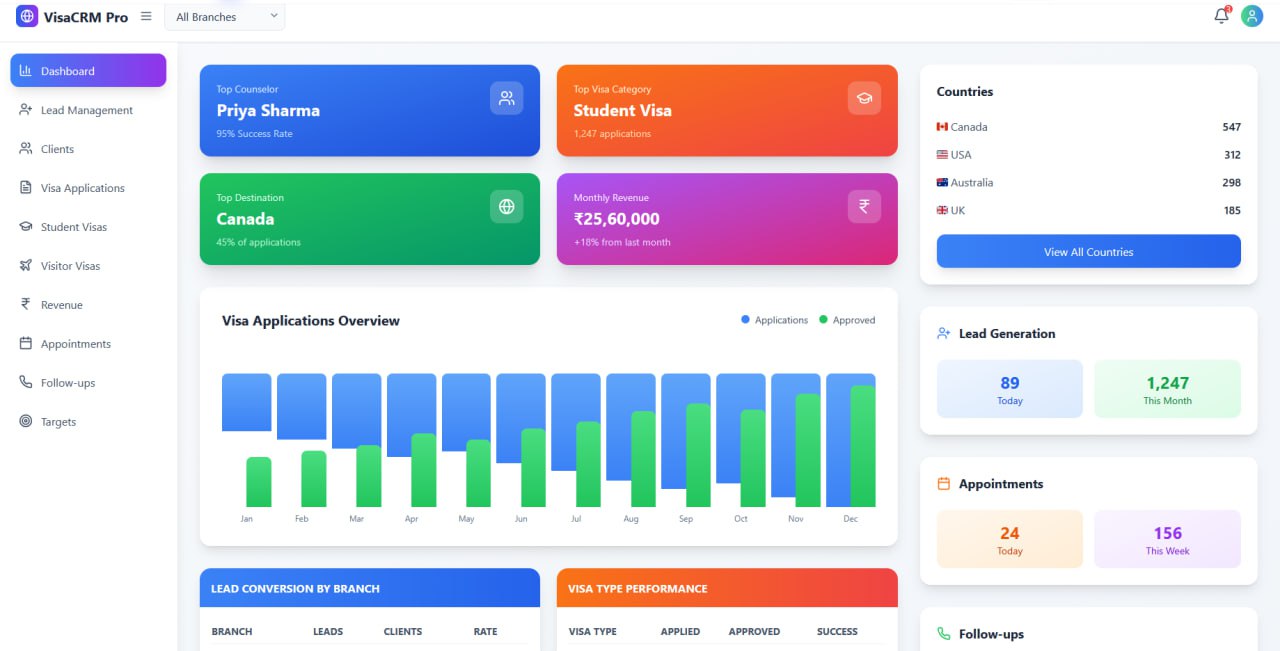 VisaCRM Pro
All Branches
3
Dashboard
Lead Management
Clients
Visa Applications
Student Visas
Visitor Visas
Revenue
Appointments
Follow-ups
Targets
Top Counselor
Priya Sharma
95% Success Rate
Top Visa Category
Student Visa
1,247 applications
Top Destination
Canada
45% of applications
Monthly Revenue
₹25,60,000
+18% from last month
Visa Applications Overview
Applications Approved
Jan Feb Mar Apr May Jun Jul Aug Sep Oct Nov Dec
LEAD CONVERSION BY BRANCH
BRANCH LEADS CLIENTS RATE
VISA TYPE PERFORMANCE
VISA TYPE APPLIED APPROVED SUCCESS
Countries
Canada 547
USA 312
Australia 298
UK 185
View All Countries
Lead Generation
89
Today
1,247
This Month
Appointments
24
Today
156
This Week
Follow-ups